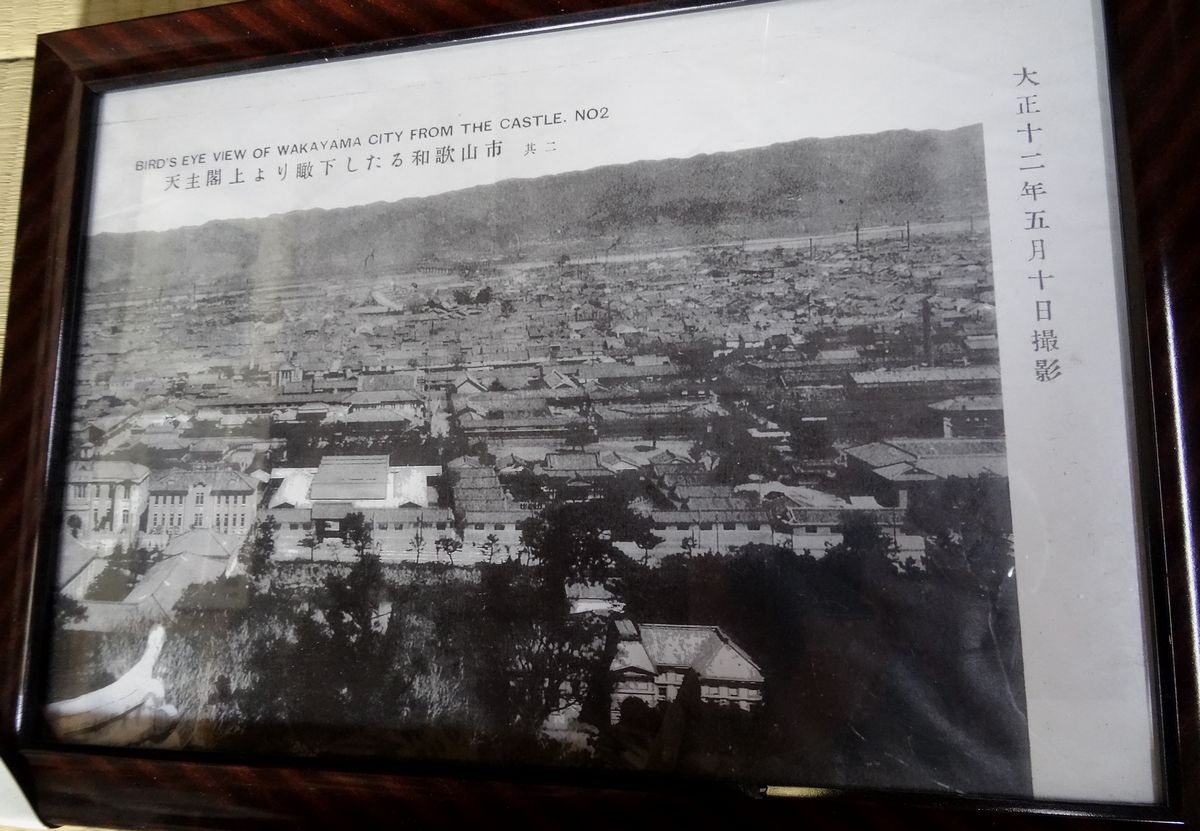 BIRD'S EYE VIEW OF WAKAYAMA CITY FROM THE CASTLE. NO2
天主閣上より瞰下したる和歌山市 其二
大正十二年五月十日撮影